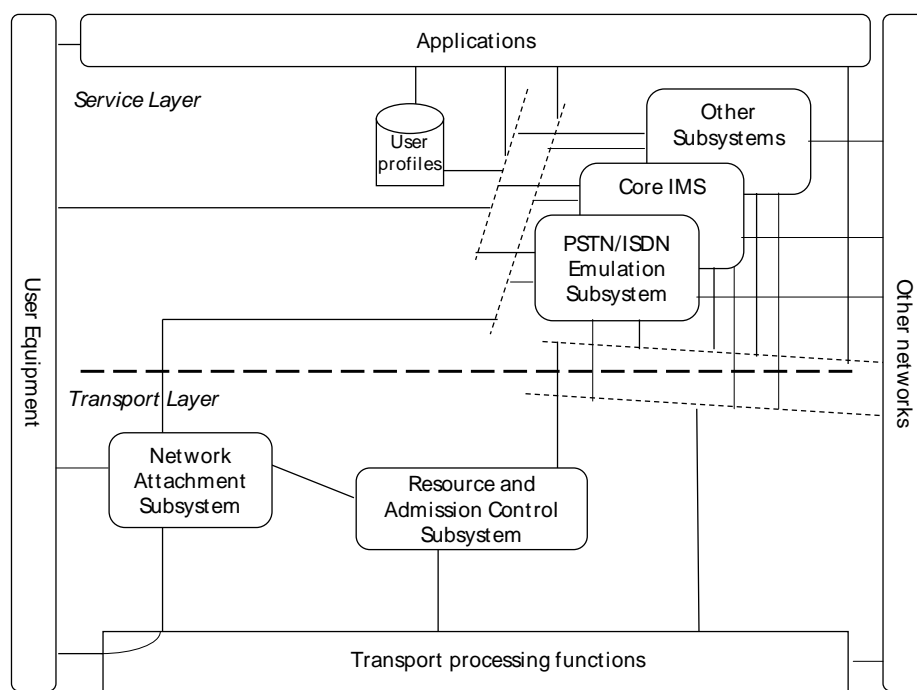 Applications
Service Layer
User
profiles
Other
Subsystems
Core IMS
PSTN/ISDN
Emulation
Subsystem
User Equipment
Other networks
Transport Layer
Network
Attachment
Subsystem
Resource and
Admission Control
Subsystem
Transport processing functions